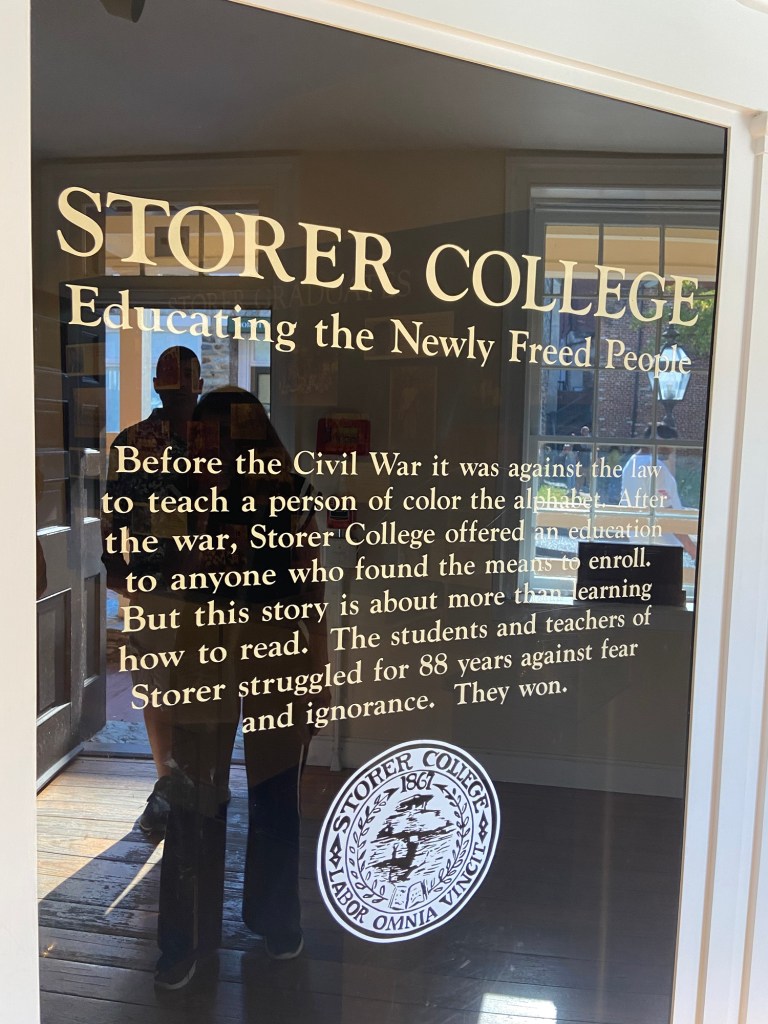 STORER COLLEGE
Educating the Newly Freed People
STORER GRADUATES
Before the Civil War it was against the law
to teach a person of color the alphabet. After
the war, Storer College offered an education
to anyone who found the means to enroll.
But this story is about more than learning
how to read. The students and teachers of
Storer struggled for 88 years against fear
and ignorance. They won.
STORER COLLEGE
1867
LABOR OMNIA VINCIT